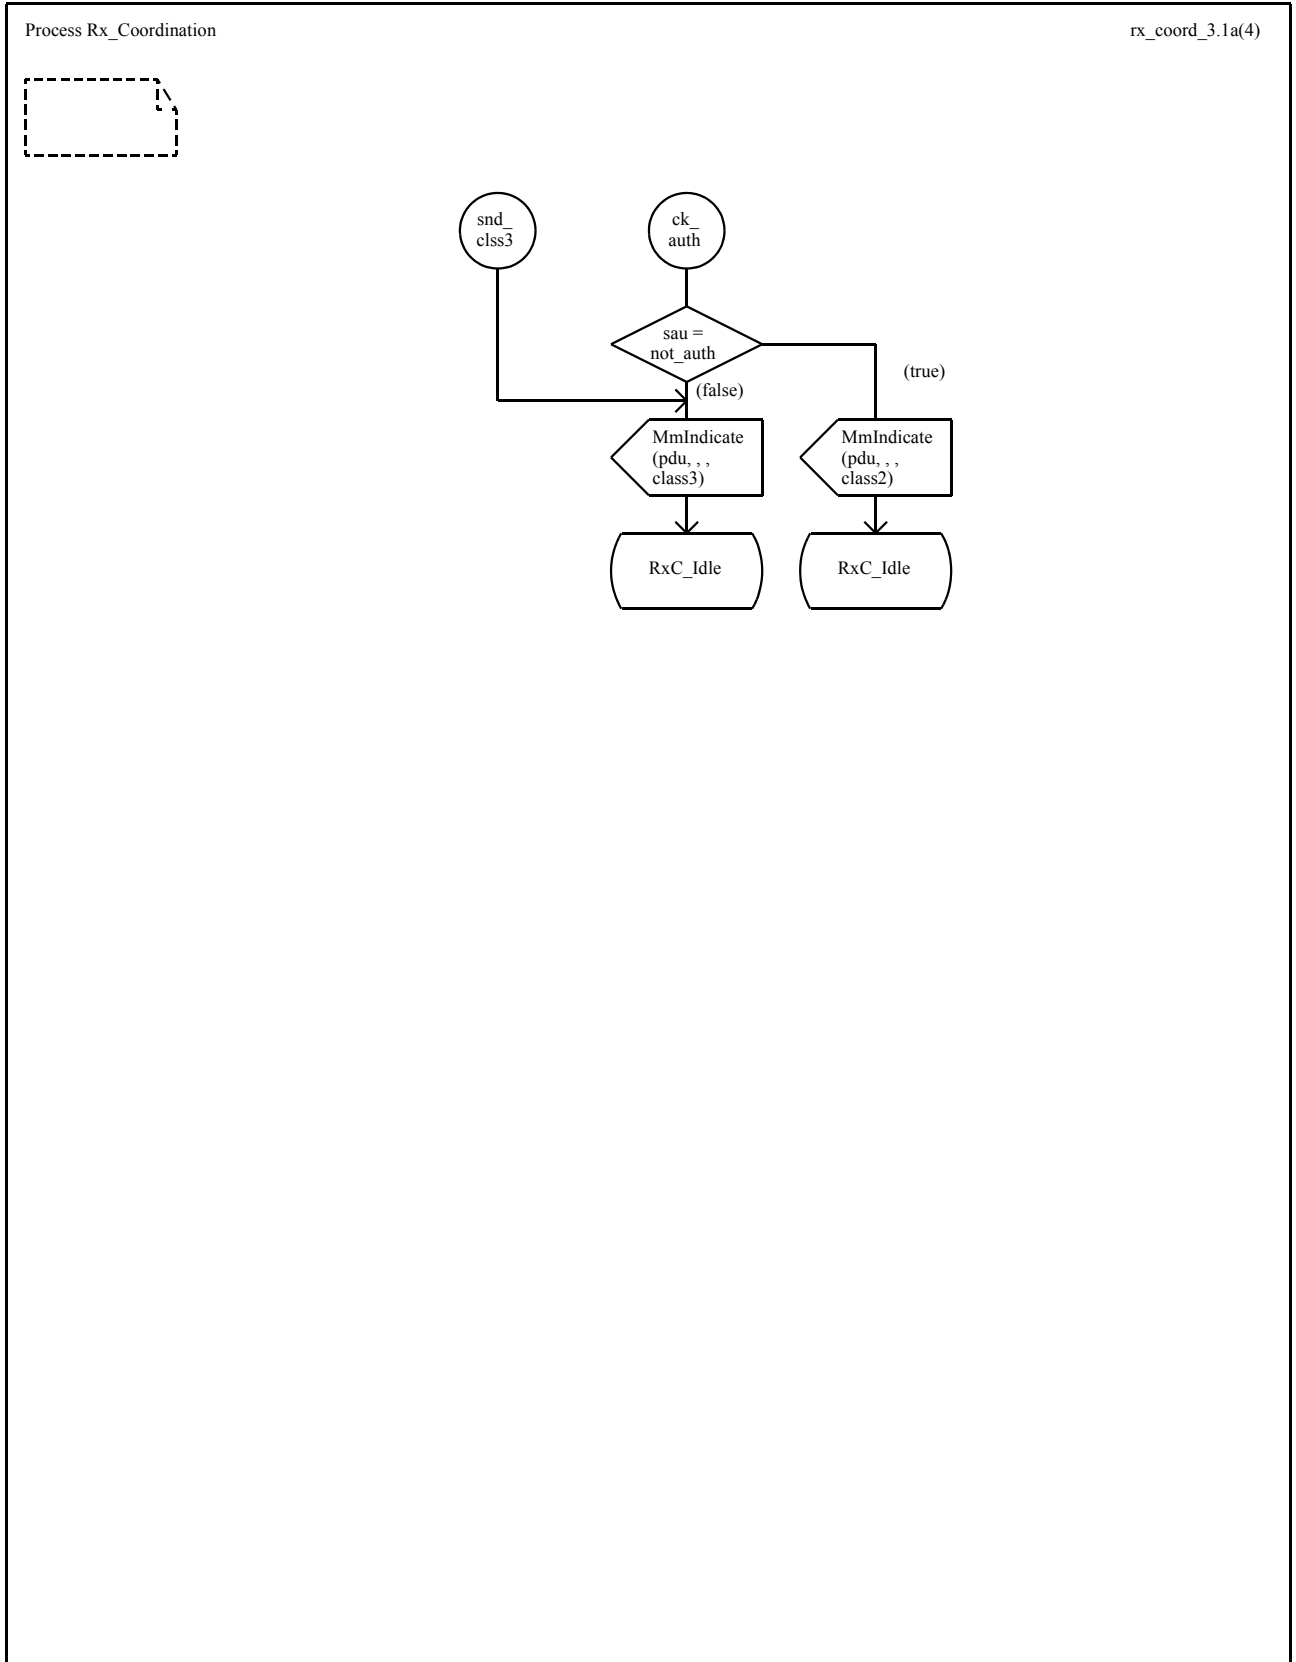 Process Rx_Coordination
rx_coord_3.1a(4)
snd_
clss3
ck_
auth
sau =
not_auth
(true)
(false)
MmIndicate
(pdu, , ,
class3)
MmIndicate
(pdu, , ,
class2)
RxC_Idle
RxC_Idle